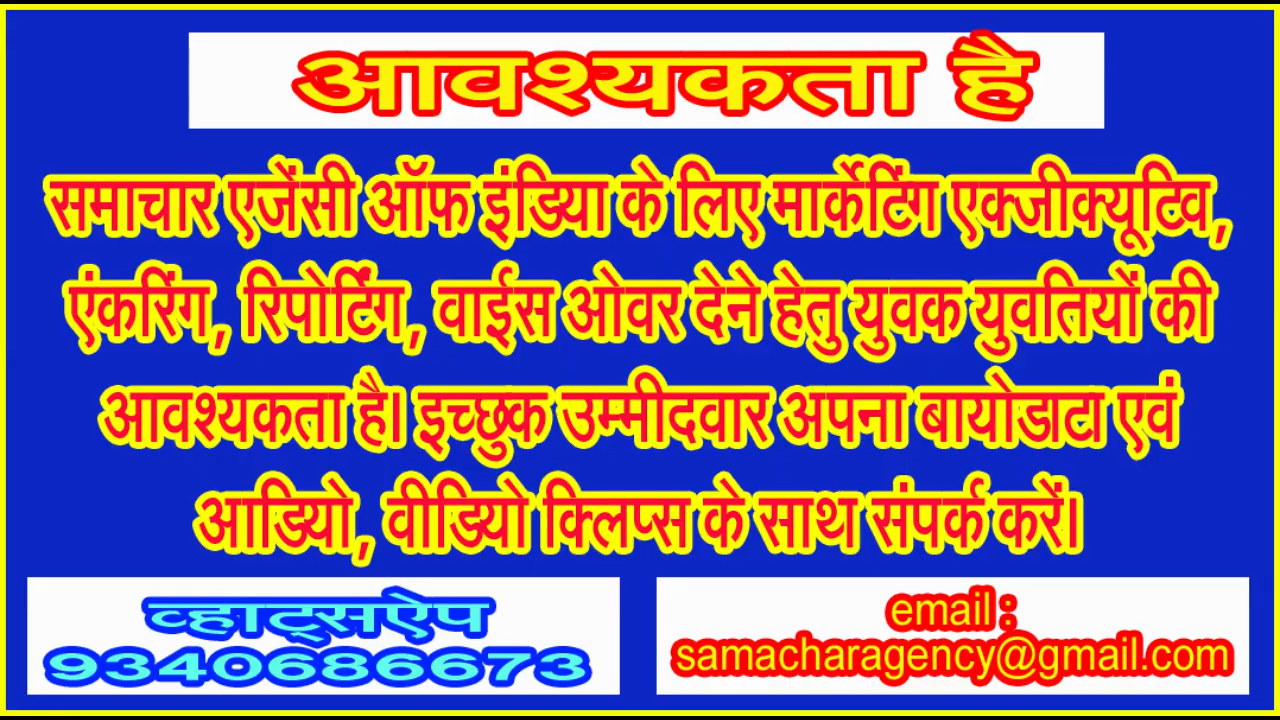 आवश्यकता है
समाचार एजेंसी ऑफ इंडिया के लिए मार्केटिंग एक्जीक्यूटिव,
एंकरिंग, रिपोर्टिंग, वाईस ओवर देने हेतु युवक युवतियों की
आवश्यकता है। इच्छुक उम्मीदवार अपना बायोडाटा एवं
आडियो, वीडियो क्लिप्स के साथ संपर्क करें।
व्हाट्सऐप
9340686673
email :
samacharagency@gmail.com